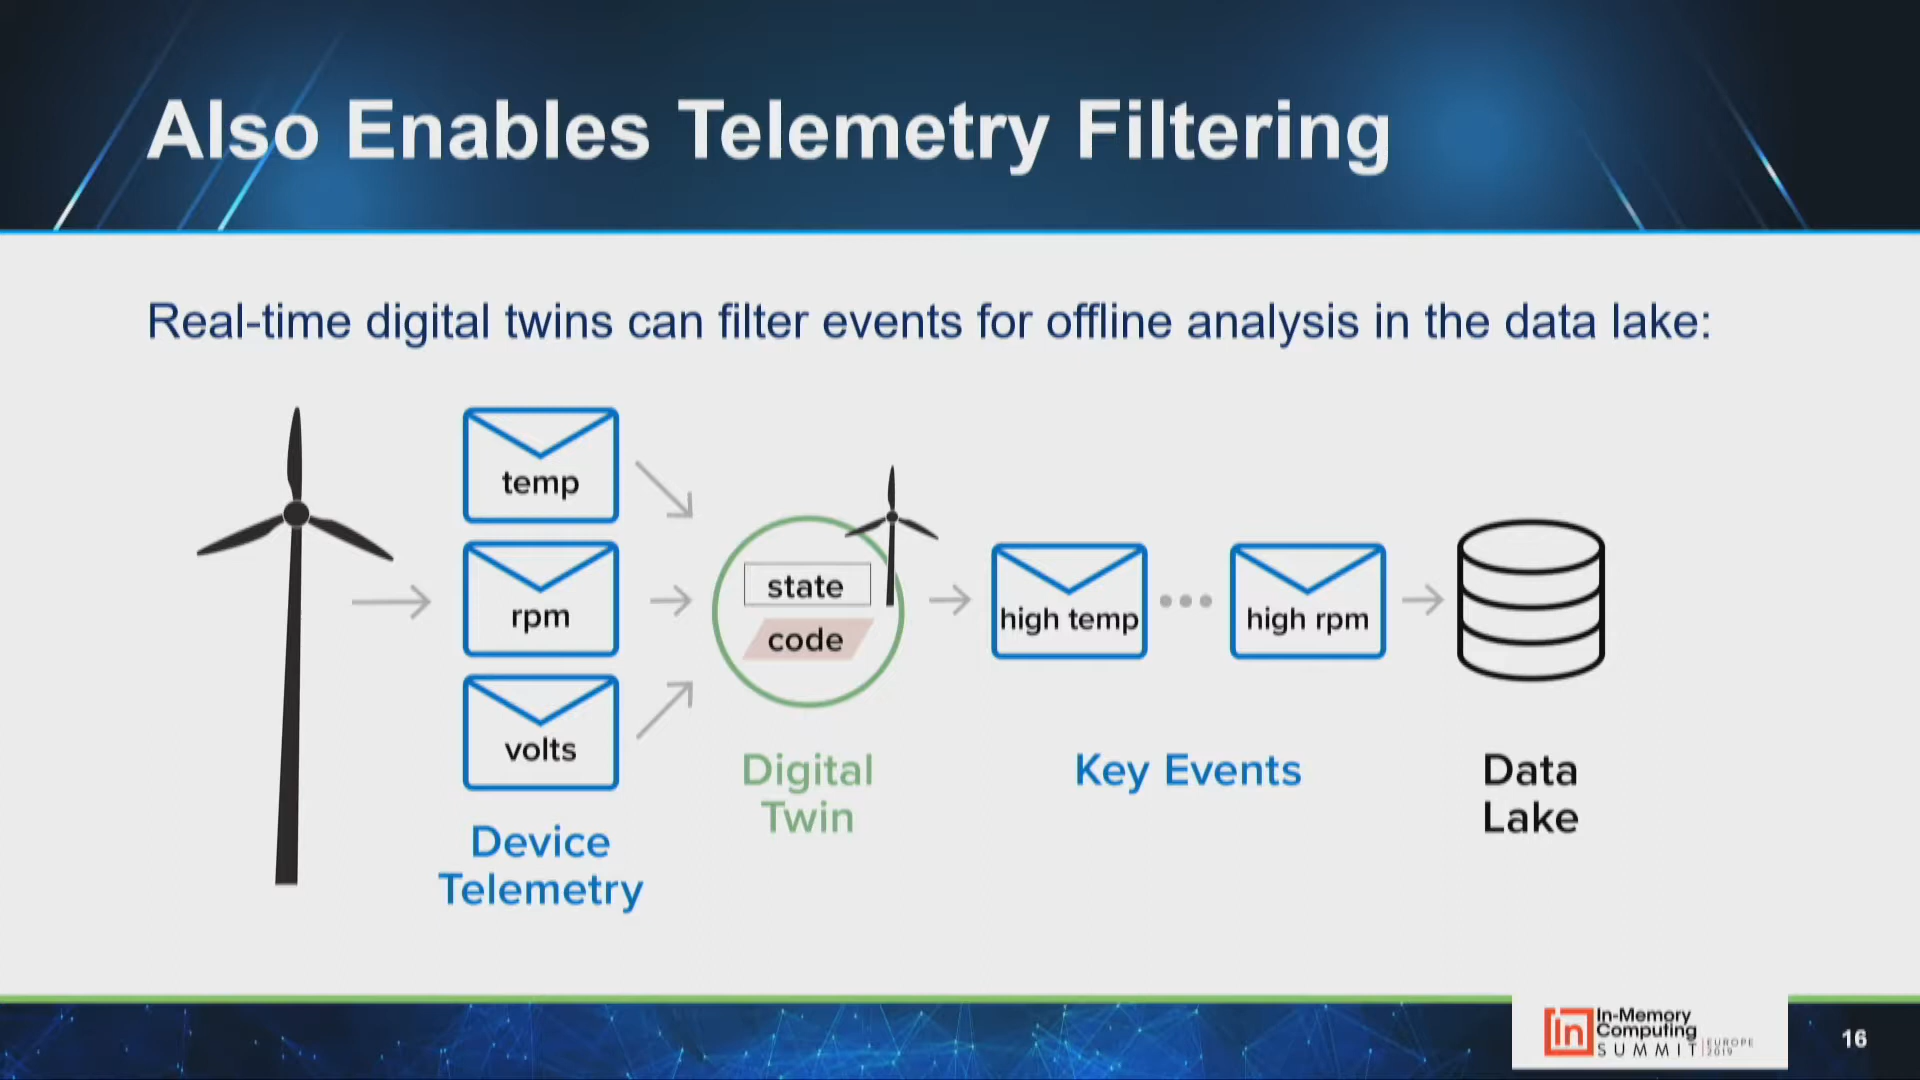 Also Enables Telemetry Filtering
Real-time digital twins can filter events for offline analysis in the data lake:
temp
rpm
volts
Device
Telemetry
state
code
Digital
Twin
high temp
high rpm
Key Events
Data
Lake
In
In-Memory
Computing
SUMMIT
EUROPE
2019
16